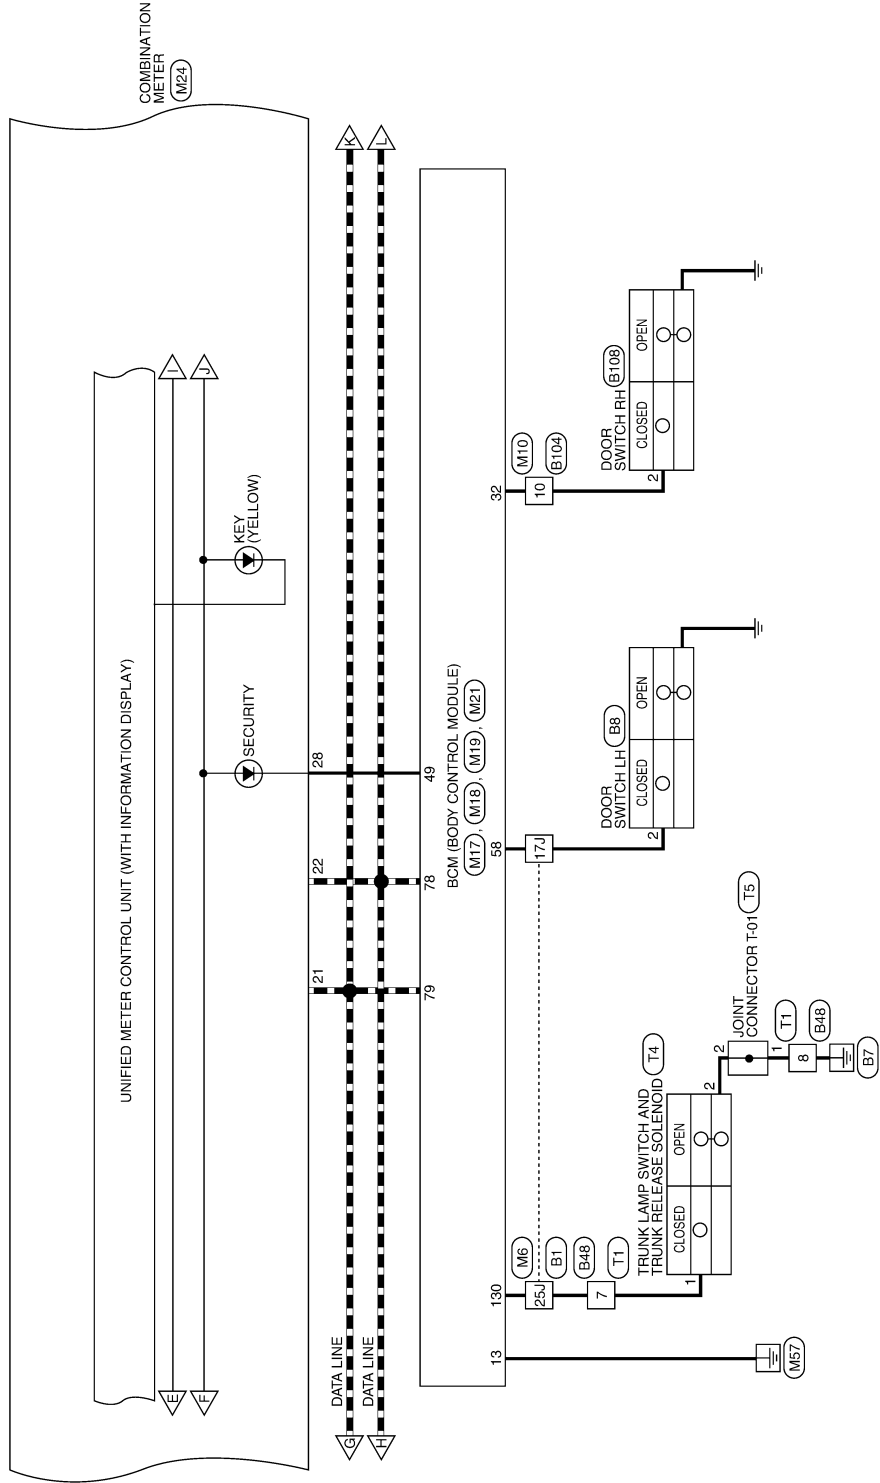 COMBINATION
METER
M24
UNIFIED METER CONTROL UNIT (WITH INFORMATION DISPLAY)
E
I
F
J
SECURITY
KEY
(YELLOW)
21
22
28
DATA LINE
G
K
DATA LINE
H
L
79
78
49
BCM (BODY CONTROL MODULE)
M17 , M18 , M19 , M21
13
130
58
32
M6
25J
B1
17J
M10
10
B104
B48
7
T1
TRUNK LAMP SWITCH AND
TRUNK RELEASE SOLENOID
T4
CLOSED
OPEN
1
2
JOINT
CONNECTOR T-01
T5
2
1
T1
8
B48
B7
DOOR
SWITCH LH
B8
2
CLOSED
OPEN
DOOR
SWITCH RH
B108
2
CLOSED
OPEN
M57